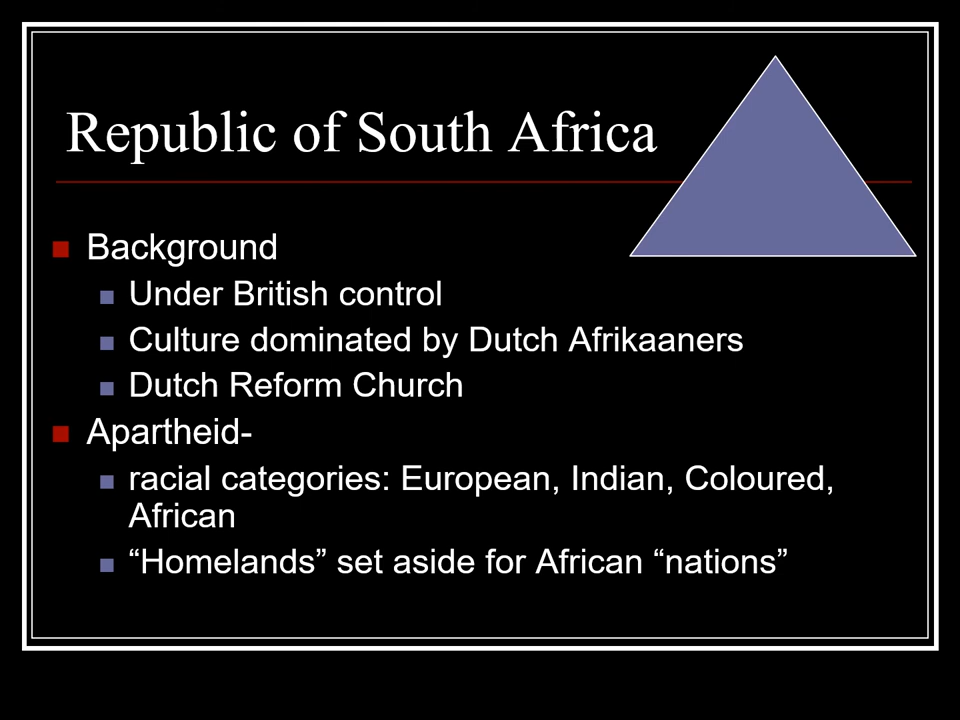 Republic of South Africa
Background
Under British control
Culture dominated by Dutch Afrikaaners
Dutch Reform Church
Apartheid-
racial categories: European, Indian, Coloured,
African
“Homelands” set aside for African “nations”